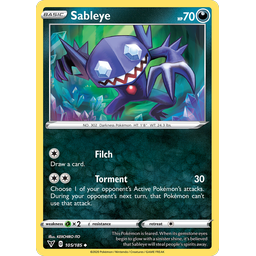 BASIC
Sableye
HP70
NO. 302 Darkness Pokémon HT: 1'8" WT: 24.3 lbs.
Filch
Draw a card.
Torment 30
Choose 1 of your opponent's Active Pokémon's attacks.
During your opponent's next turn, that Pokémon can't
use that attack.
weakness ×2 resistance retreat
Illus.
105/185
This Pokémon is feared. When its gemstone eyes
begin to glow with a sinister shine, it's believed
that Sableye will steal people's spirits away.